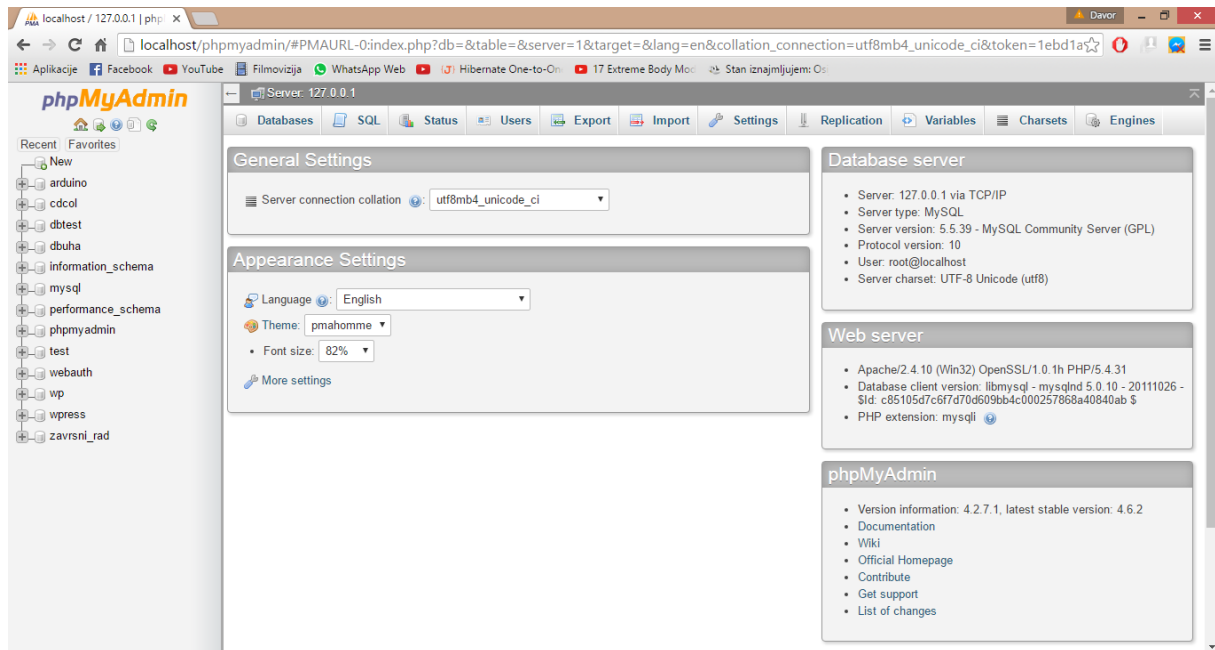 localhost / 127.0.0.1 | php
Davor
localhost/phpmyadmin/#PMAURL-0:index.php?db=&table=&server=1&target=&lang=en&collation_connection=utf8mb4_unicode_ci&token=1ebd1a
Aplikacije Facebook YouTube Filmovizija WhatsApp Web Hibernate One-to-On 17 Extreme Body Mod Stan iznajmljujem: Os
phpMyAdmin
Recent Favorites
New
arduino
cdcol
dbtest
dbuha
information_schema
mysql
performance_schema
phpmyadmin
test
webauth
wp
wpress
zavrsni_rad
Server: 127.0.0.1
Databases SQL Status Users Export Import Settings Replication Variables Charsets Engines
General Settings
Server connection collation : utf8mb4_unicode_ci
Appearance Settings
Language : English
Theme: pmahomme
• Font size: 82%
More settings
Database server
• Server: 127.0.0.1 via TCP/IP
• Server type: MySQL
• Server version: 5.5.39 - MySQL Community Server (GPL)
• Protocol version: 10
• User: root@localhost
• Server charset: UTF-8 Unicode (utf8)
Web server
• Apache/2.4.10 (Win32) OpenSSL/1.0.1h PHP/5.4.31
• Database client version: libmysql - mysqlnd 5.0.10 - 20111026 -
$Id: c85105d7c6f7d70d609bb4c000257868a40840ab $
• PHP extension: mysqli
phpMyAdmin
• Version information: 4.2.7.1, latest stable version: 4.6.2
• Documentation
• Wiki
• Official Homepage
• Contribute
• Get support
• List of changes